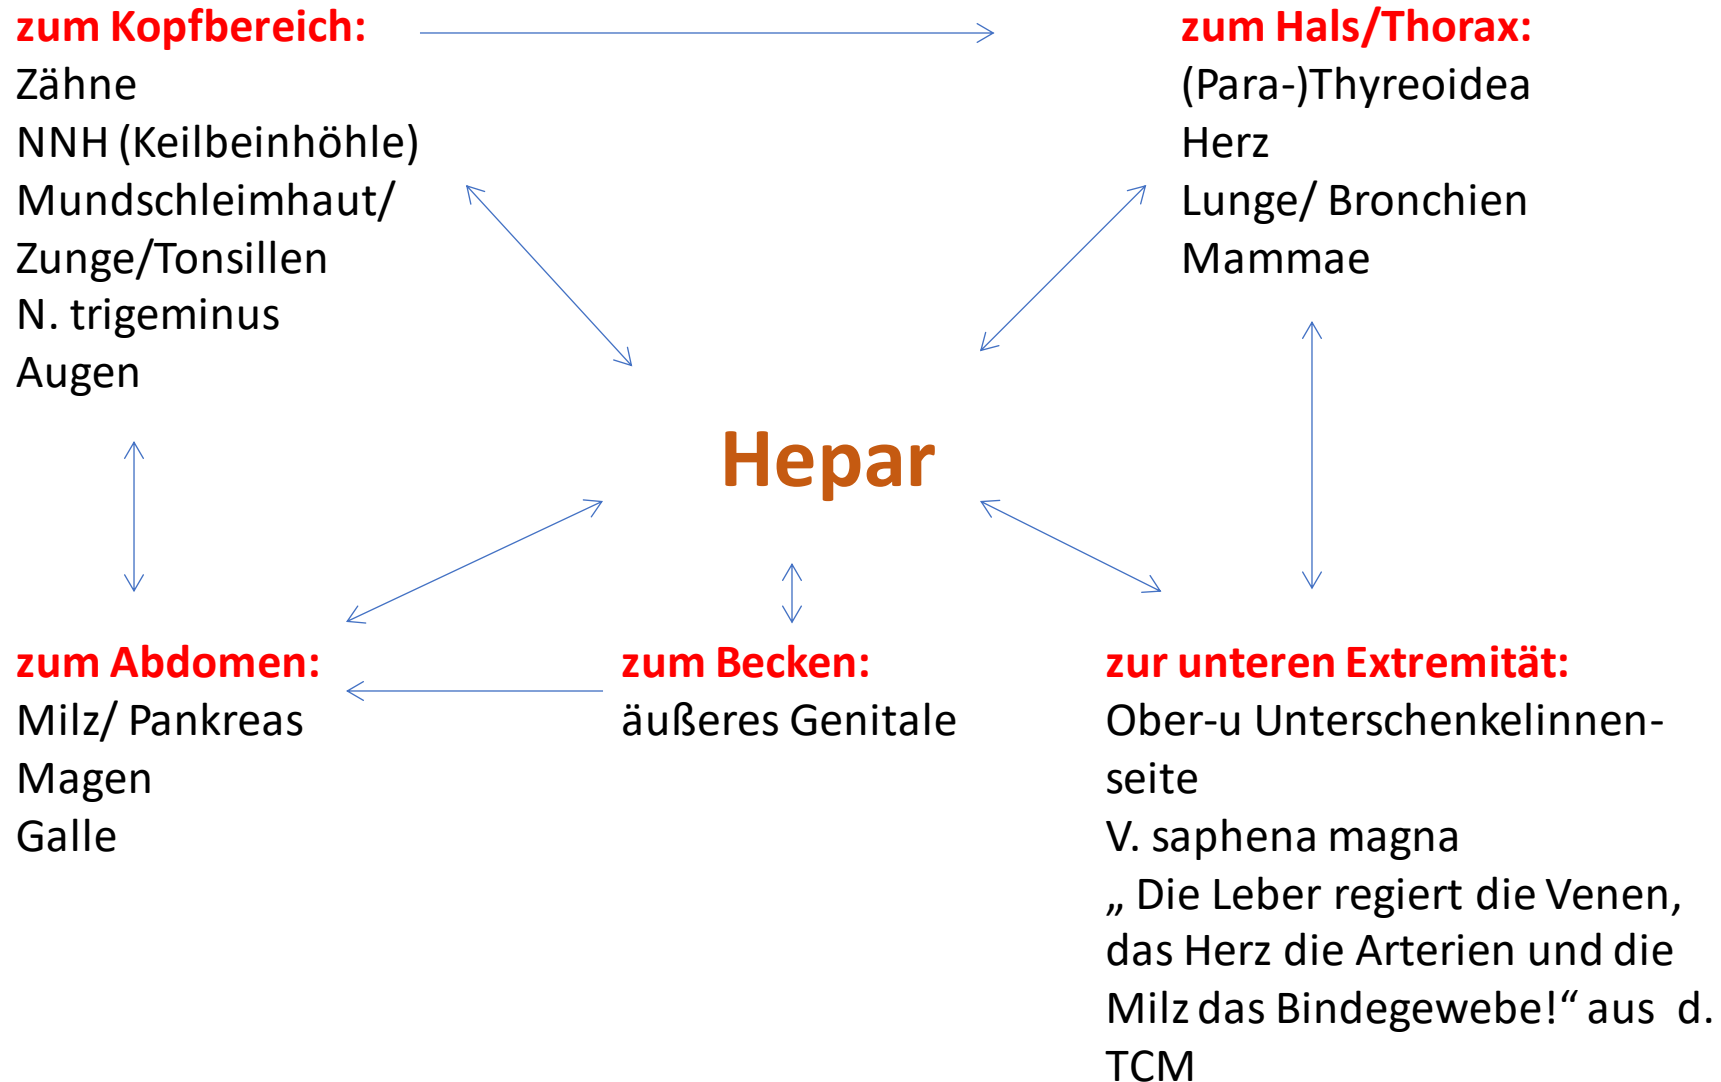 zum Kopfbereich:
Zähne
NNH (Keilbeinhöhle)
Mundschleimhaut/
Zunge/Tonsillen
N. trigeminus
Augen
zum Hals/Thorax:
(Para-)Thyreoidea
Herz
Lunge/ Bronchien
Mammae
Hepar
zum Abdomen:
Milz/ Pankreas
Magen
Galle
zum Becken:
äußeres Genitale
zur unteren Extremität:
Ober-u Unterschenkelinnen-
seite
V. saphena magna
„ Die Leber regiert die Venen,
das Herz die Arterien und die
Milz das Bindegewebe!“ aus d.
TCM